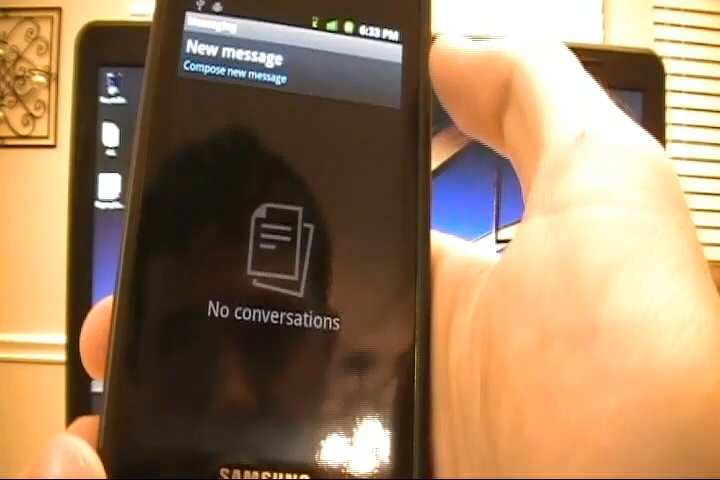 6:33 PM
Messaging
New message
Compose new message
No conversations
SAMSUNG